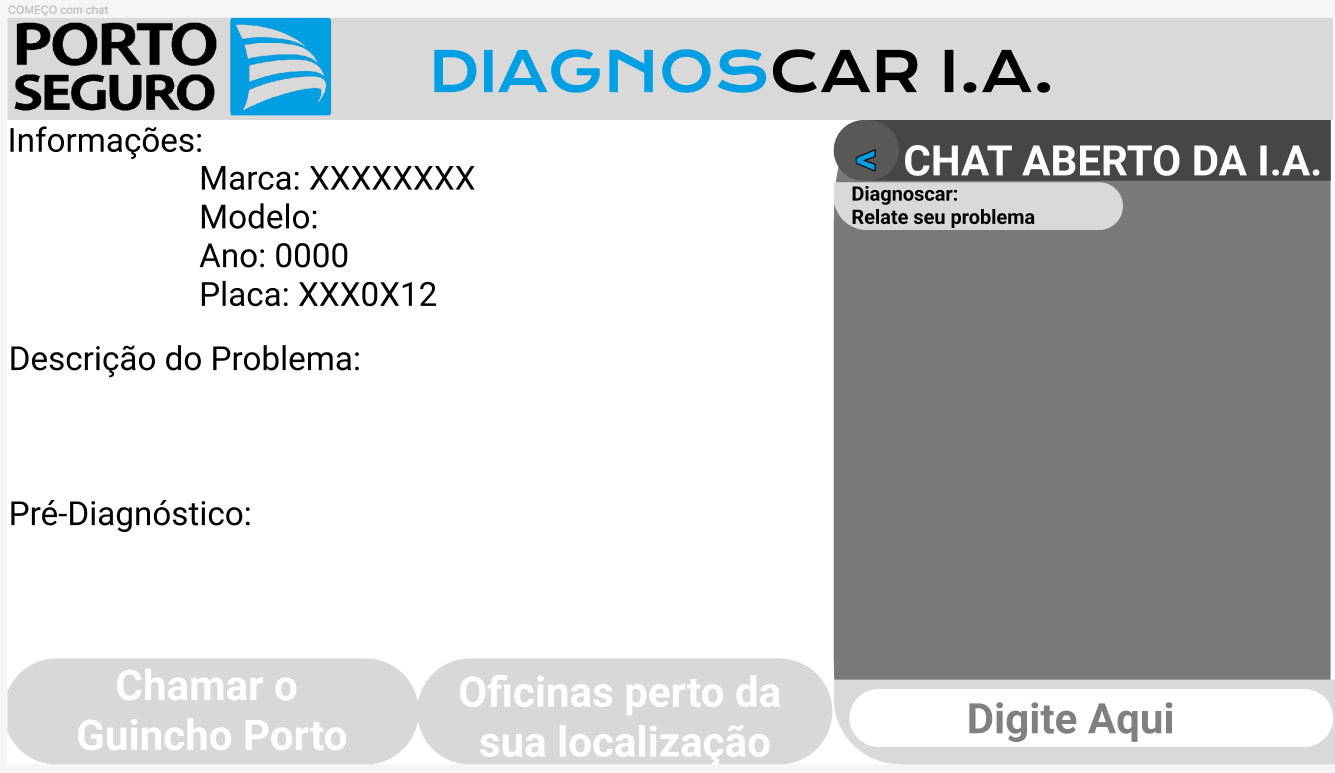 COMEÇO com chat
PORTO
SEGURO
DIAGNOSCAR I.A.
Informações:
Marca: XXXXXXXX
Modelo:
Ano: 0000
Placa: XXX0X12
Descrição do Problema:
Pré-Diagnóstico:
Chamar o
Guincho Porto
Oficinas perto da
sua localização
< CHAT ABERTO DA I.A.
Diagnoscar:
Relate seu problema
Digite Aqui